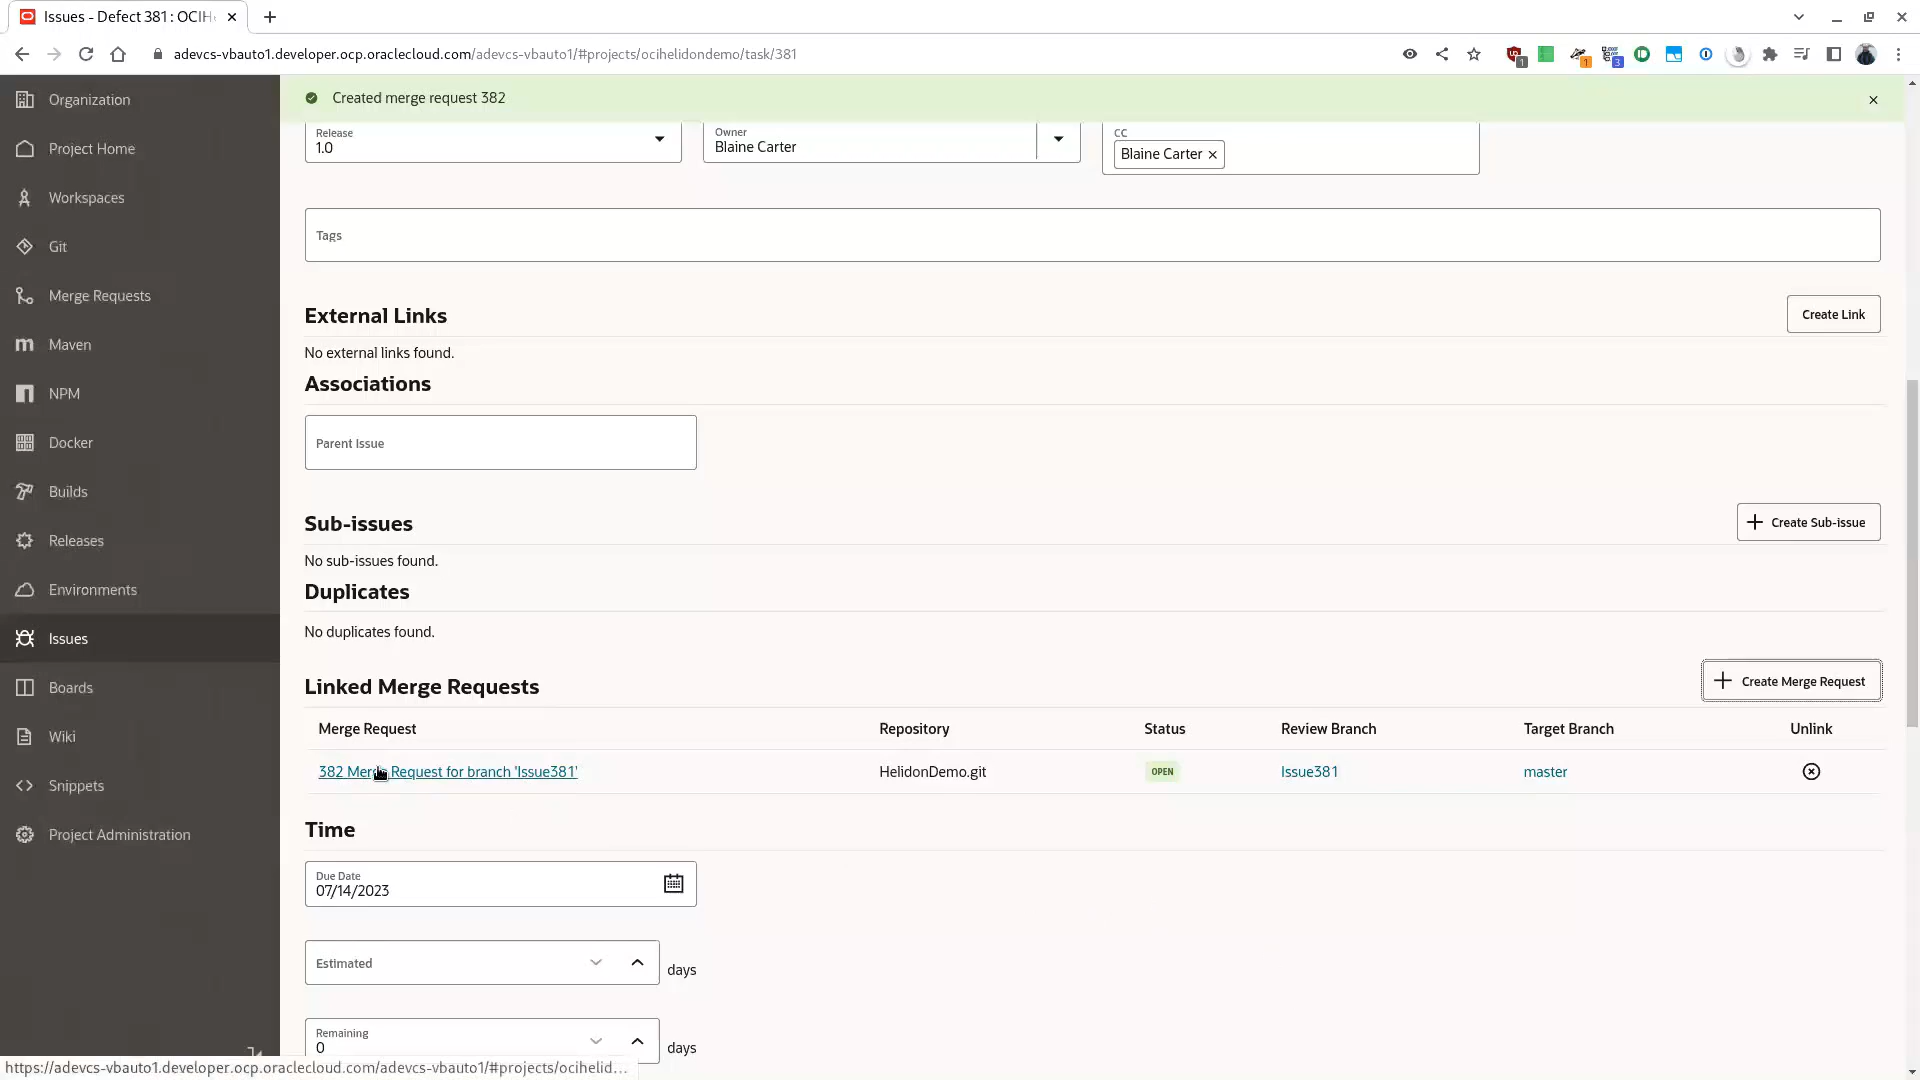 Issues - Defect 381 : OCIH
adevcs-vbauto1.developer.ocp.oraclecloud.com/adevcs-vbauto1/#projects/ocihelidondemo/task/381
1
1
3
Organization
Project Home
Workspaces
Git
Merge Requests
Maven
NPM
Docker
Builds
Releases
Environments
Issues
Boards
Wiki
Snippets
Project Administration
Created merge request 382
Release
1.0
Owner
Blaine Carter
CC
Blaine Carter
Tags
External Links
Create Link
No external links found.
Associations
Parent Issue
Sub-issues
Create Sub-issue
No sub-issues found.
Duplicates
No duplicates found.
Linked Merge Requests
Create Merge Request
Merge Request Repository Status Review Branch Target Branch Unlink
382 Merge Request for branch 'Issue381' HelidonDemo.git OPEN Issue381 master
Time
Due Date
07/14/2023
Estimated
days
Remaining
0
days
https://adevcs-vbauto1.developer.ocp.oraclecloud.com/adevcs-vbauto1/#projects/ocihelid...